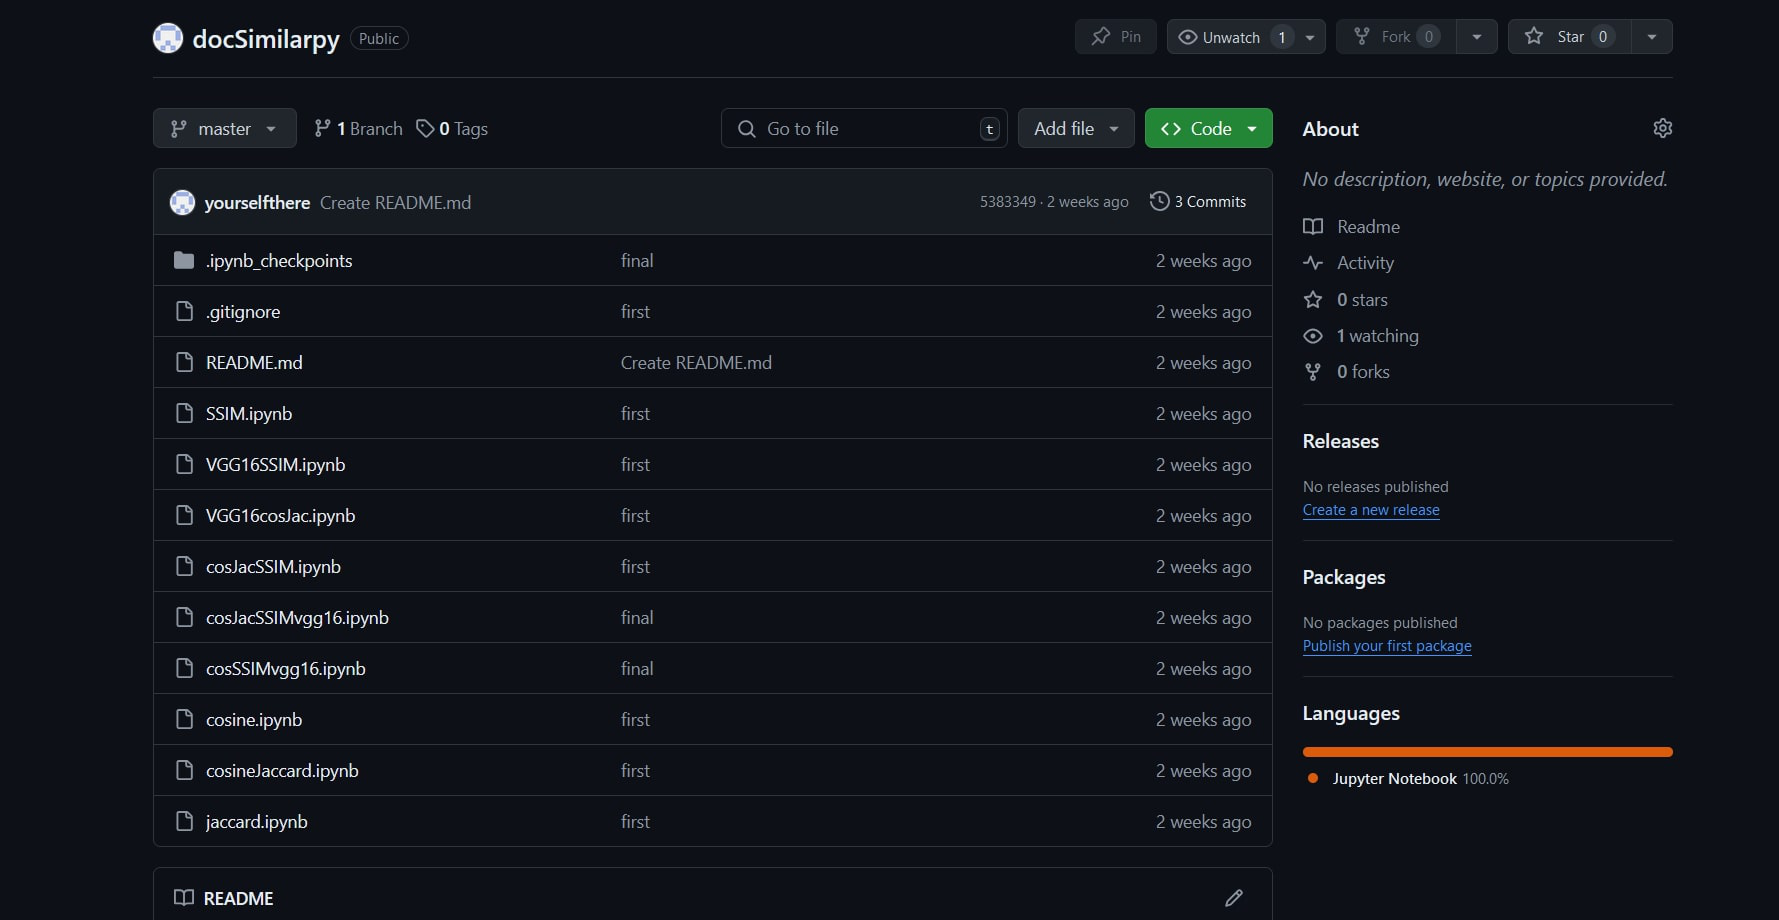 docSimilarpy Public
Pin Unwatch 1 Fork 0 Star 0
master 1 Branch 0 Tags Go to file t Add file Code
yourselfthere Create README.md 5383349 · 2 weeks ago 3 Commits
.ipynb_checkpoints final 2 weeks ago
.gitignore first 2 weeks ago
README.md Create README.md 2 weeks ago
SSIM.ipynb first 2 weeks ago
VGG16SSIM.ipynb first 2 weeks ago
VGG16cosJac.ipynb first 2 weeks ago
cosJacSSIM.ipynb first 2 weeks ago
cosJacSSIMvgg16.ipynb final 2 weeks ago
cosSSIMvgg16.ipynb final 2 weeks ago
cosine.ipynb first 2 weeks ago
cosineJaccard.ipynb first 2 weeks ago
jaccard.ipynb first 2 weeks ago
README
About
No description, website, or topics provided.
Readme
Activity
0 stars
1 watching
0 forks
Releases
No releases published
Create a new release
Packages
No packages published
Publish your first package
Languages
Jupyter Notebook 100.0%